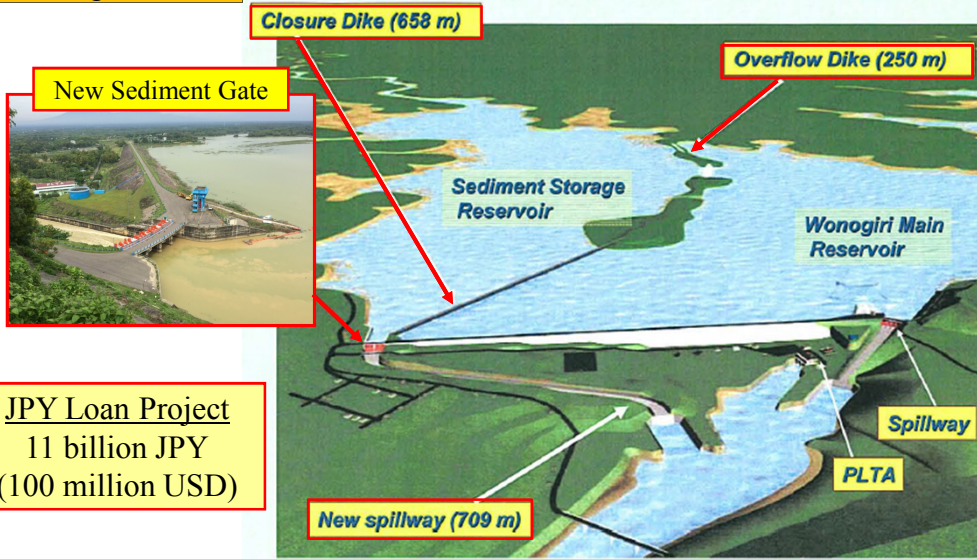 Closure Dike (658 m)
Overflow Dike (250 m)
New Sediment Gate
Sediment Storage
Reservoir
Wonogiri Main
Reservoir
JPY Loan Project
11 billion JPY
(100 million USD)
Spillway
PLTA
New spillway (709 m)